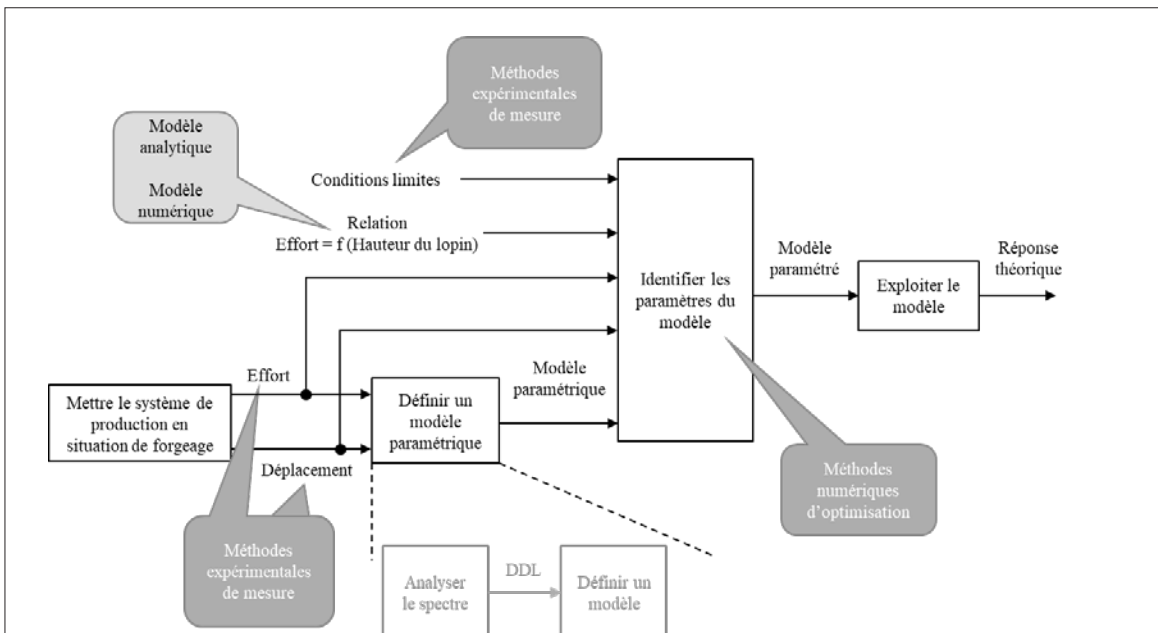 Méthodes
expérimentales
de mesure
Modèle
analytique
Modèle
numérique
Conditions limites
Relation
Effort = f (Hauteur du lopin)
Identifier les
paramètres du
modèle
Modèle
paramétré
Exploiter le
modèle
Réponse
théorique
Mettre le système de
production en
situation de forgeage
Effort
Déplacement
Définir un
modèle
paramétrique
Modèle
paramétrique
Méthodes
numériques
d'optimisation
Méthodes
expérimentales
de mesure
Analyser
le spectre
DDL
Définir un
modèle